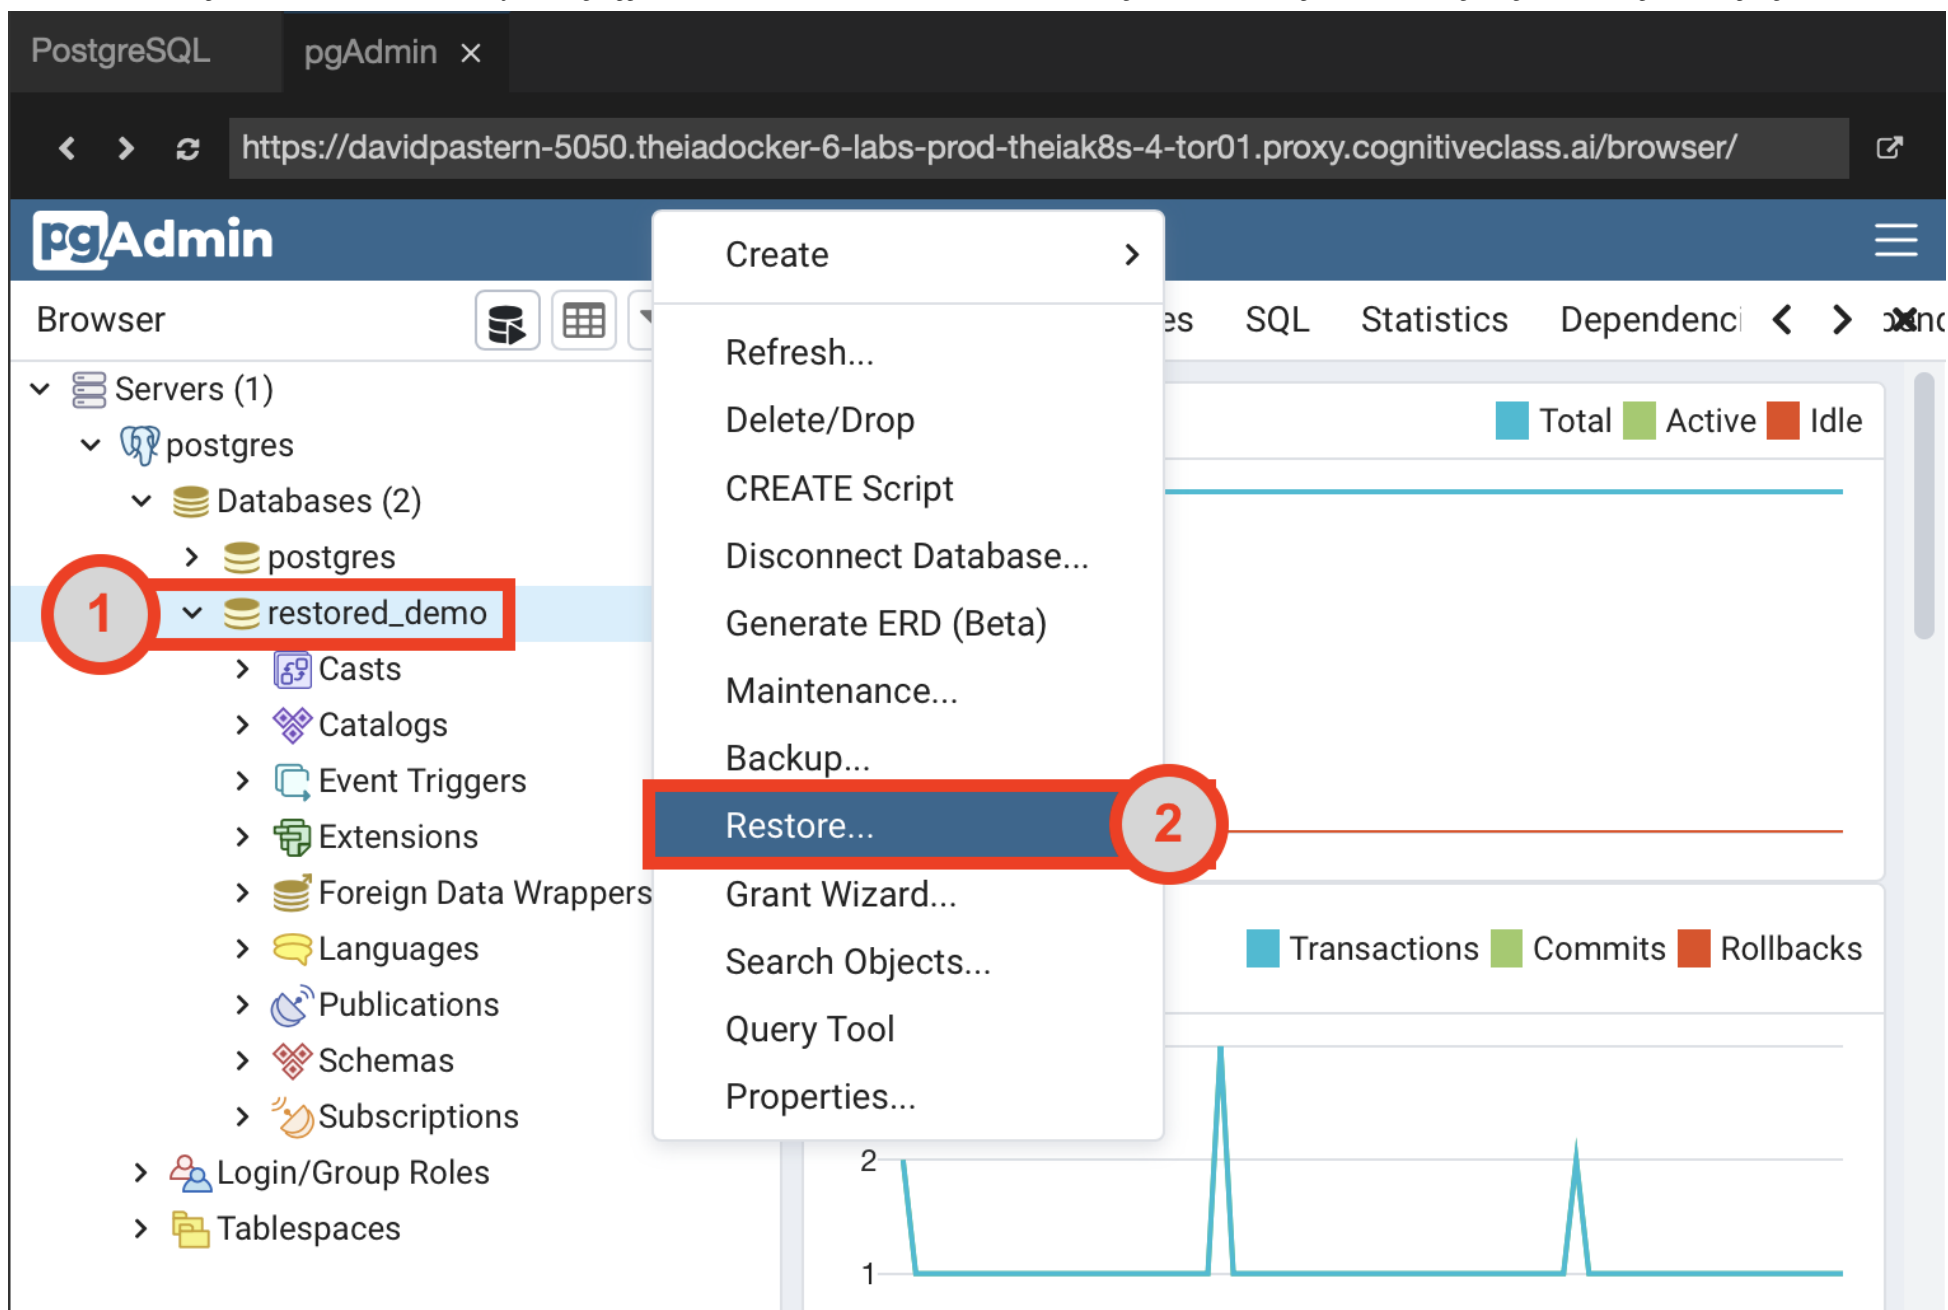 PostgreSQL pgAdmin ×
https://davidpastern-5050.theiadocker-6-labs-prod-theiak8s-4-tor01.proxy.cognitiveclass.ai/browser/
pgAdmin
Browser
es SQL Statistics Dependenci
Servers (1)
postgres
Databases (2)
postgres
1 restored_demo
Casts
Catalogs
Event Triggers
Extensions
Foreign Data Wrappers
Languages
Publications
Schemas
Subscriptions
Login/Group Roles
Tablespaces
Create
Refresh...
Delete/Drop
CREATE Script
Disconnect Database...
Generate ERD (Beta)
Maintenance...
Backup...
Restore... 2
Grant Wizard...
Search Objects...
Query Tool
Properties...
Total Active Idle
Transactions Commits Rollbacks
2
1